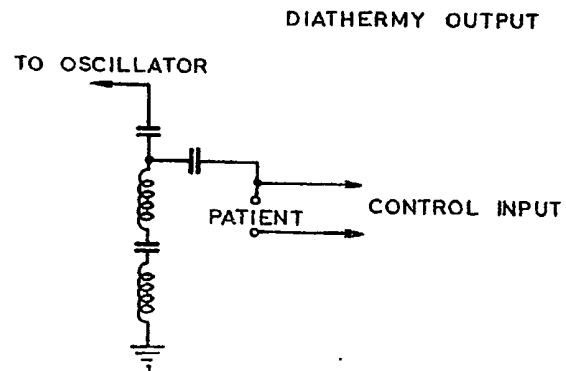 DIATHERMY OUTPUT
TO OSCILLATOR
PATIENT
CONTROL INPUT